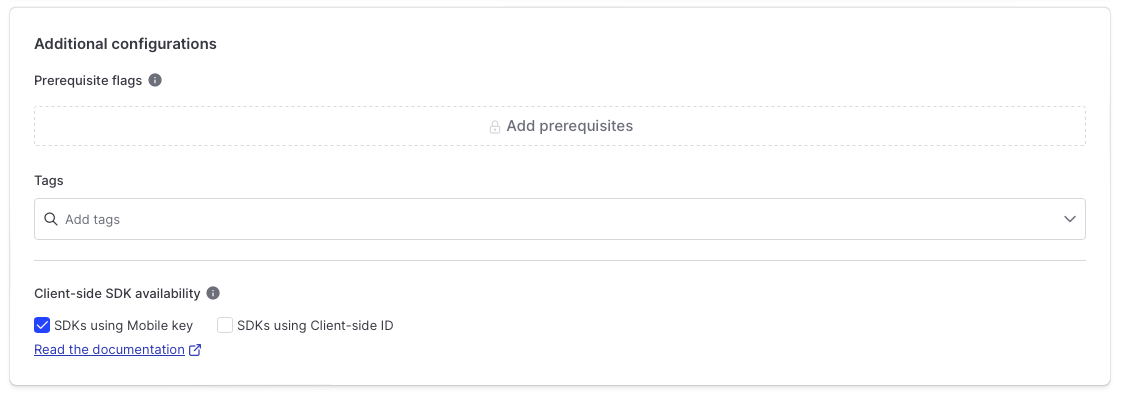 Additional configurations
Prerequisite flags
Add prerequisites
Tags
Add tags
Client-side SDK availability
SDKs using Mobile key SDKs using Client-side ID
Read the documentation